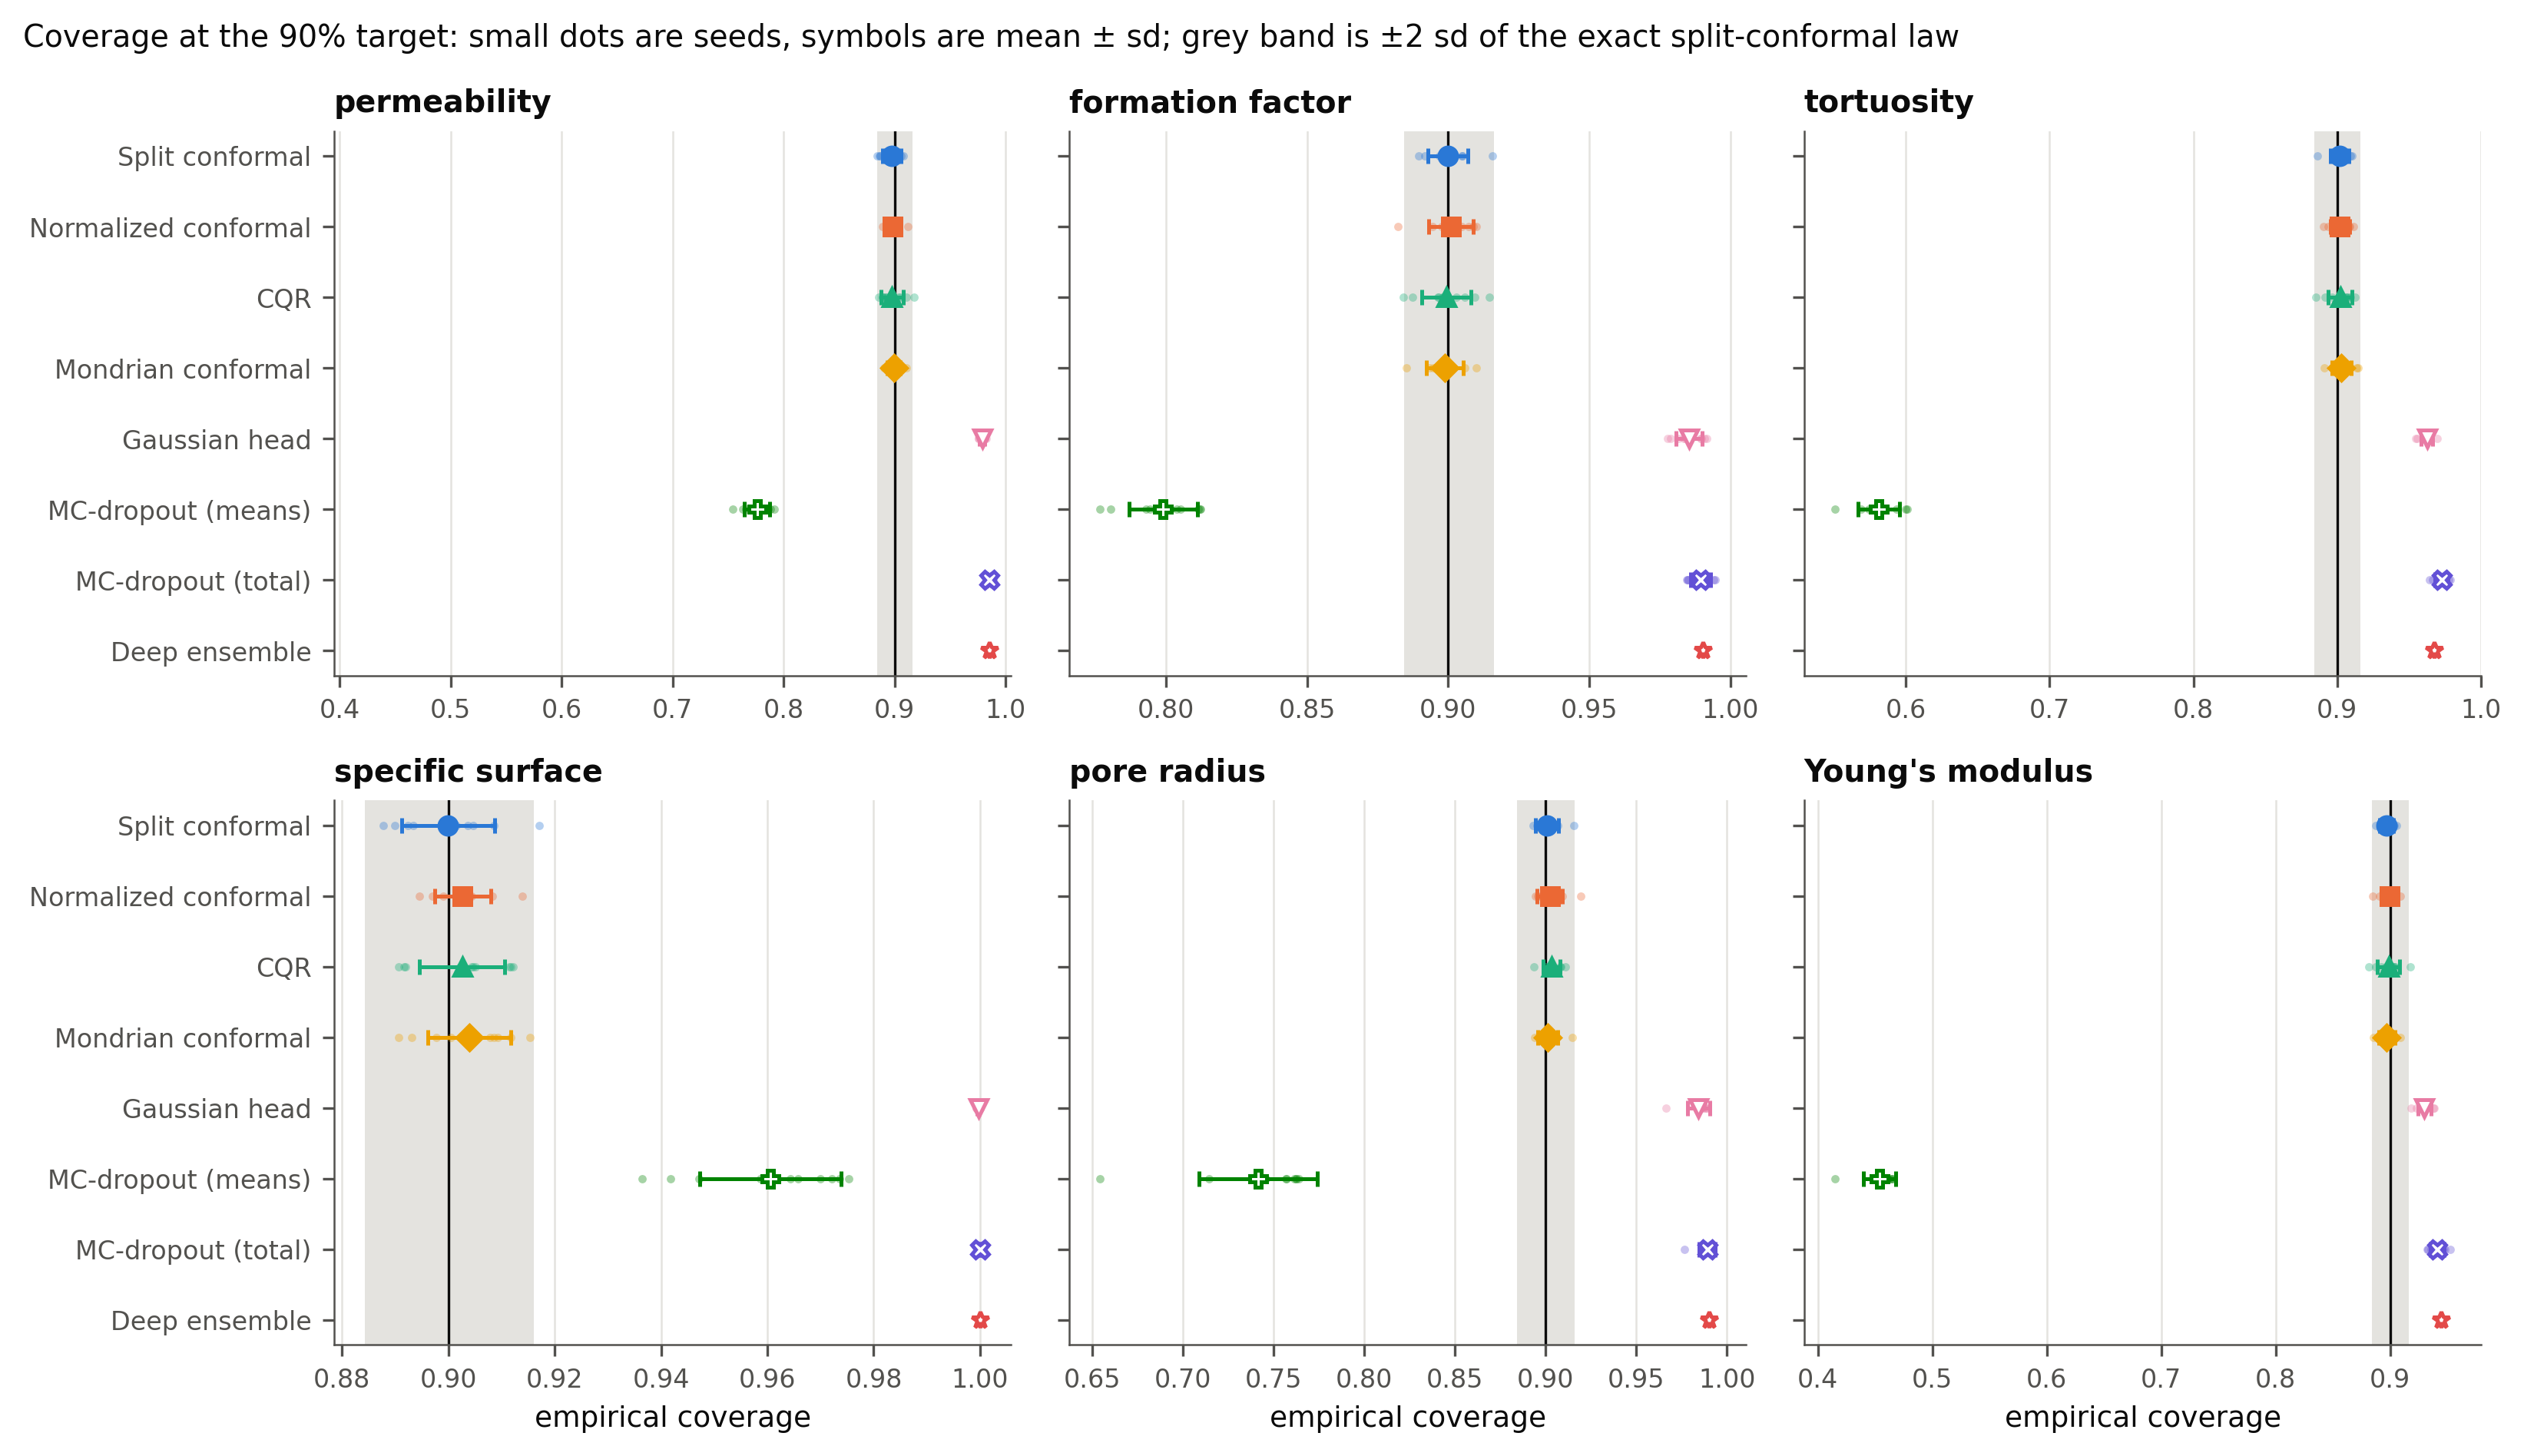 Coverage at the 90% target: small dots are seeds, symbols are mean ± sd; grey band is ±2 sd of the exact split-conformal law
permeability
formation factor
tortuosity
Split conformal
Normalized conformal
CQR
Mondrian conformal
Gaussian head
MC-dropout (means)
MC-dropout (total)
Deep ensemble
0.4 0.5 0.6 0.7 0.8 0.9 1.0
0.80 0.85 0.90 0.95 1.00
0.6 0.7 0.8 0.9 1.0
specific surface
pore radius
Young's modulus
Split conformal
Normalized conformal
CQR
Mondrian conformal
Gaussian head
MC-dropout (means)
MC-dropout (total)
Deep ensemble
0.88 0.90 0.92 0.94 0.96 0.98 1.00
0.65 0.70 0.75 0.80 0.85 0.90 0.95 1.00
0.4 0.5 0.6 0.7 0.8 0.9
empirical coverage
empirical coverage
empirical coverage